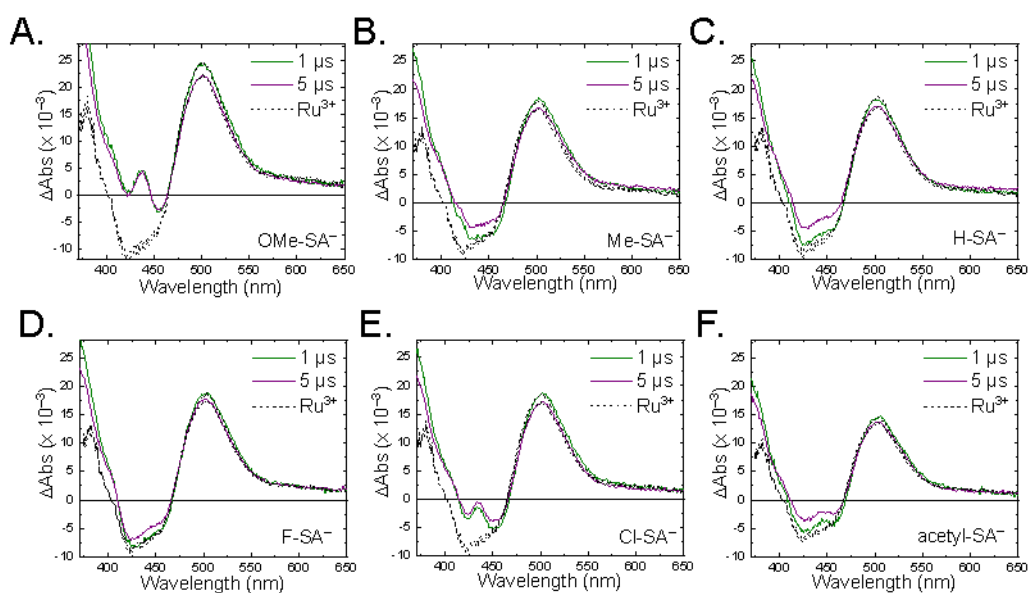 A.
25
20
15
10
5
0
-5
-10
ΔAbs (x 10⁻³)
1 μs
5 μs
Ru³⁺
OMe-SA⁻
400 450 500 550 600 650
Wavelength (nm)
B.
25
20
15
10
5
0
-5
-10
ΔAbs (x 10⁻³)
1 μs
5 μs
Ru³⁺
Me-SA⁻
400 450 500 550 600 650
Wavelength (nm)
C.
25
20
15
10
5
0
-5
-10
ΔAbs (x 10⁻³)
1 μs
5 μs
Ru³⁺
H-SA⁻
400 450 500 550 600 650
Wavelength (nm)
D.
25
20
15
10
5
0
-5
-10
ΔAbs (x 10⁻³)
1 μs
5 μs
Ru³⁺
F-SA⁻
400 450 500 550 600 650
Wavelength (nm)
E.
25
20
15
10
5
0
-5
-10
ΔAbs (x 10⁻³)
1 μs
5 μs
Ru³⁺
Cl-SA⁻
400 450 500 550 600 650
Wavelength (nm)
F.
25
20
15
10
5
0
-5
-10
ΔAbs (x 10⁻³)
1 μs
5 μs
Ru³⁺
acetyl-SA⁻
400 450 500 550 600 650
Wavelength (nm)